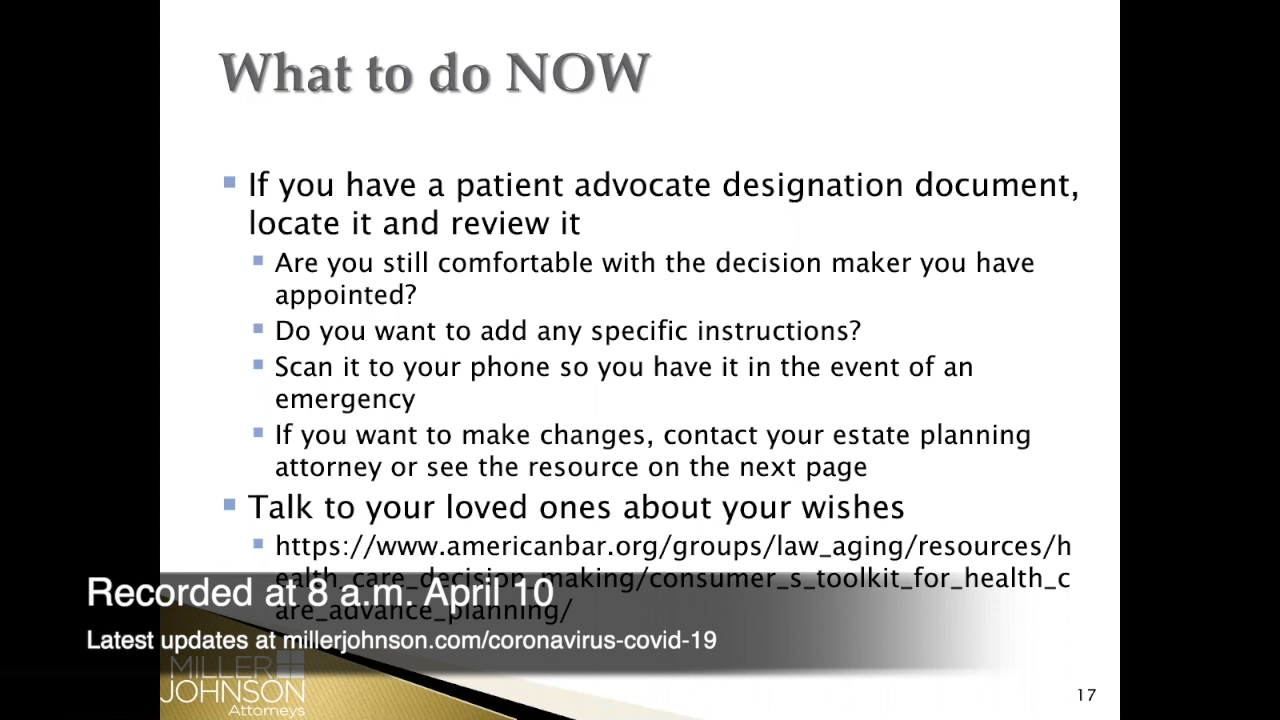 What to do NOW
If you have a patient advocate designation document,
locate it and review it
Are you still comfortable with the decision maker you have
appointed?
Do you want to add any specific instructions?
Scan it to your phone so you have it in the event of an
emergency
If you want to make changes, contact your estate planning
attorney or see the resource on the next page
Talk to your loved ones about your wishes
https://www.americanbar.org/groups/law_aging/resources/h
ealth_care_decision_making/consumer_s_toolkit_for_health_c
are_advance_planning/
Recorded at 8 a.m. April 10
Latest updates at millerjohnson.com/coronavirus-covid-19
MILLER
JOHNSON
Attorneys
17